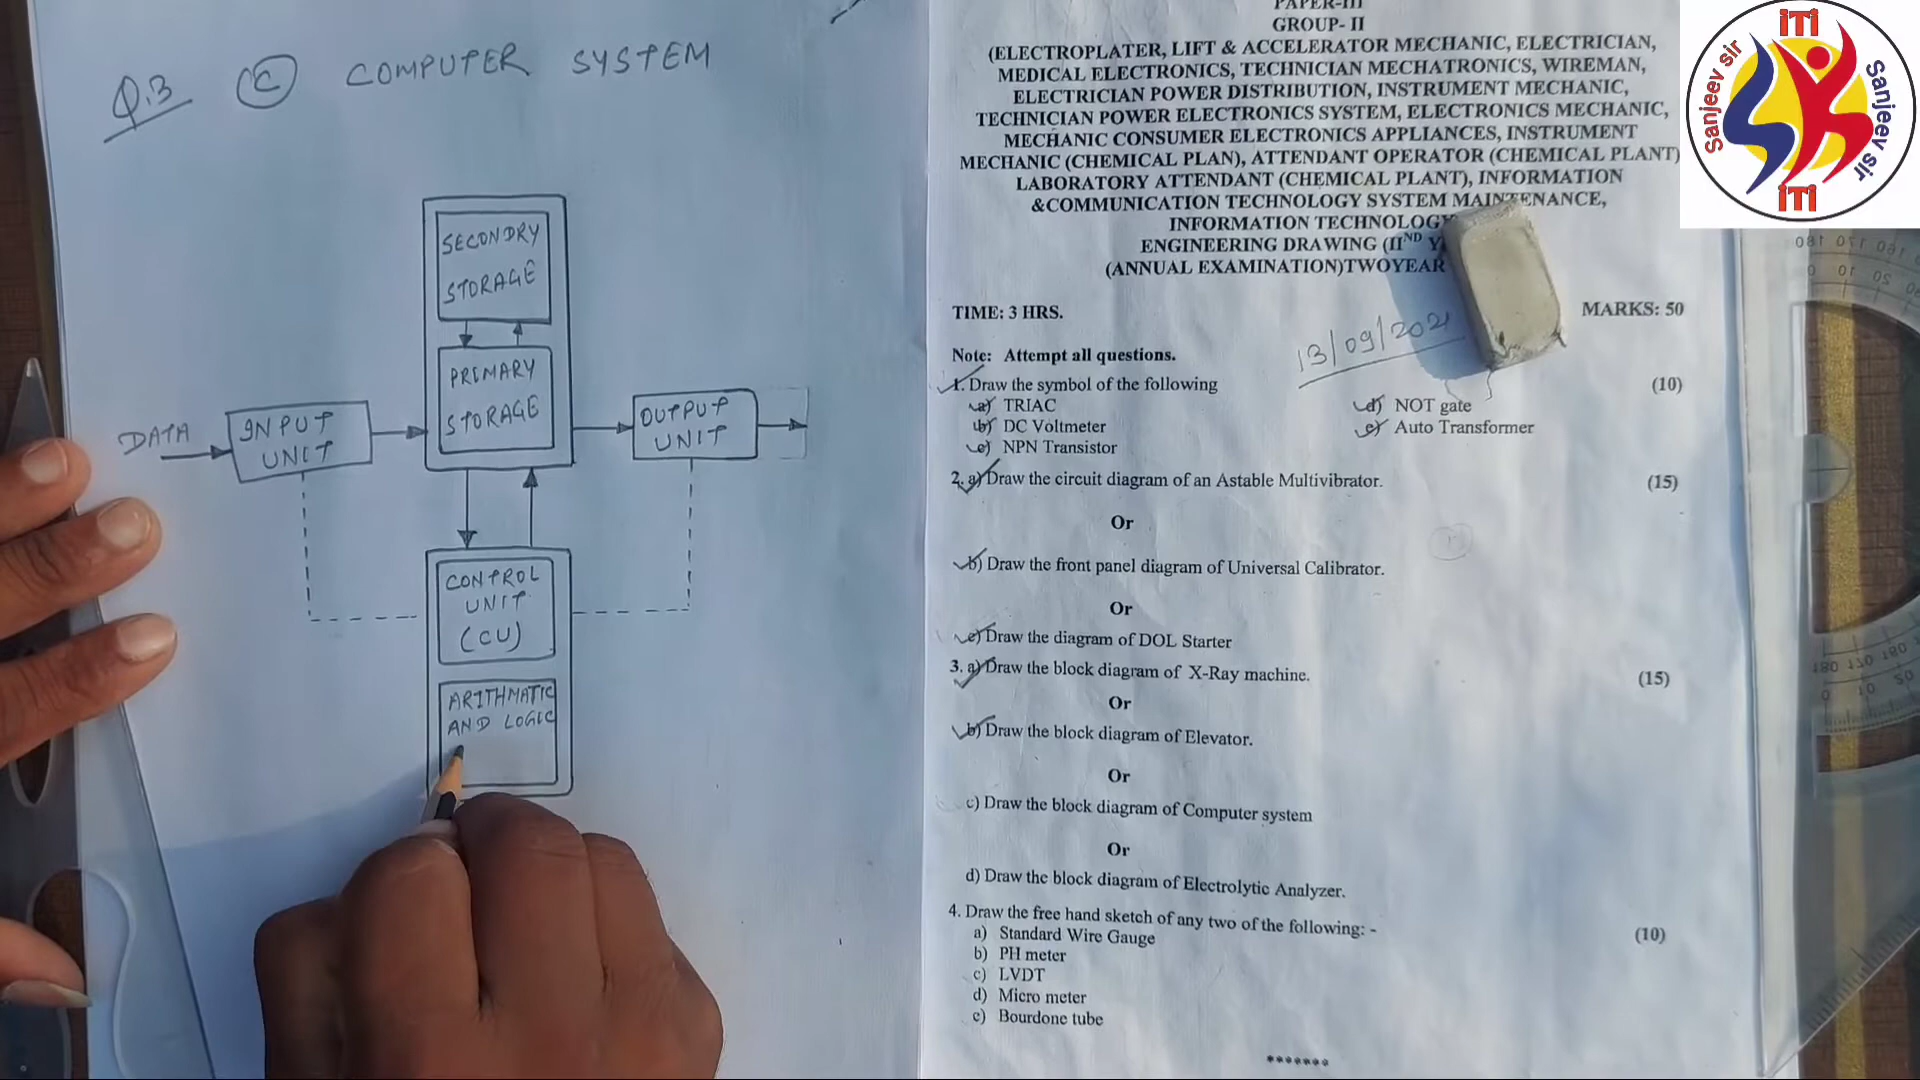 Q.3 (C) COMPUTER SYSTEM
SECONDRY
STORAGE
PRIMARY
STORAGE
DATA
INPUT
UNIT
OUTPUT
UNIT
CONTROL
UNIT
(CU)
ARITHMATIC
AND LOGIC
PAPER-III
GROUP- II
(ELECTROPLATER, LIFT & ACCELERATOR MECHANIC, ELECTRICIAN,
MEDICAL ELECTRONICS, TECHNICIAN MECHATRONICS, WIREMAN,
ELECTRICIAN POWER DISTRIBUTION, INSTRUMENT MECHANIC,
TECHNICIAN POWER ELECTRONICS SYSTEM, ELECTRONICS MECHANIC,
MECHANIC CONSUMER ELECTRONICS APPLIANCES, INSTRUMENT
MECHANIC (CHEMICAL PLAN), ATTENDANT OPERATOR (CHEMICAL PLANT)
LABORATORY ATTENDANT (CHEMICAL PLANT), INFORMATION
&COMMUNICATION TECHNOLOGY SYSTEM MAINTENANCE,
INFORMATION TECHNOLOG
ENGINEERING DRAWING (IIND Y
(ANNUAL EXAMINATION)TWOYEAR
TIME: 3 HRS. MARKS: 50
13/09/2021
Note: Attempt all questions.
1. Draw the symbol of the following (10)
a) TRIAC d) NOT gate
b) DC Voltmeter e) Auto Transformer
c) NPN Transistor
2. a) Draw the circuit diagram of an Astable Multivibrator. (15)
Or
b) Draw the front panel diagram of Universal Calibrator.
Or
c) Draw the diagram of DOL Starter
3. a) Draw the block diagram of X-Ray machine. (15)
Or
b) Draw the block diagram of Elevator.
Or
c) Draw the block diagram of Computer system
Or
d) Draw the block diagram of Electrolytic Analyzer.
4. Draw the free hand sketch of any two of the following: - (10)
a) Standard Wire Gauge
b) PH meter
c) LVDT
d) Micro meter
e) Bourdone tube
*******
iTi
Sanjeev sir
Sanjeev sir
iTi